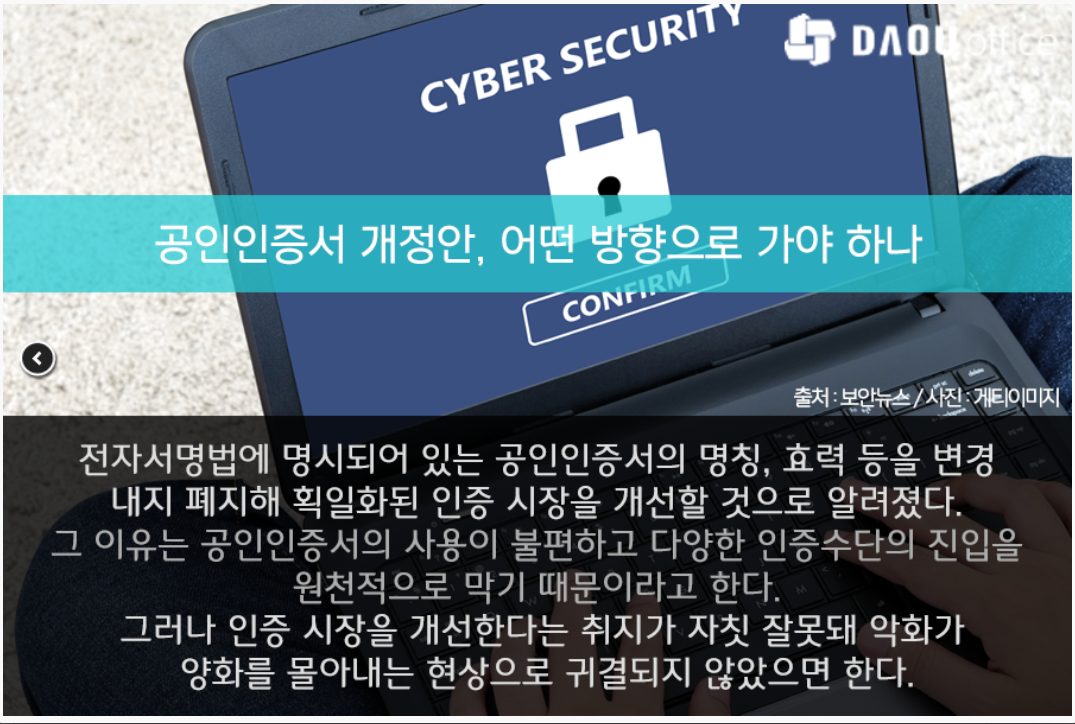 CYBER SECURITY
DAOU office
공인인증서 개정안, 어떤 방향으로 가야 하나
CONFIRM
출처 : 보안뉴스 / 사진 : 게티이미지
전자서명법에 명시되어 있는 공인인증서의 명칭, 효력 등을 변경
내지 폐지해 획일화된 인증 시장을 개선할 것으로 알려졌다.
그 이유는 공인인증서의 사용이 불편하고 다양한 인증수단의 진입을
원천적으로 막기 때문이라고 한다.
그러나 인증 시장을 개선한다는 취지가 자칫 잘못돼 악화가
양화를 몰아내는 현상으로 귀결되지 않았으면 한다.